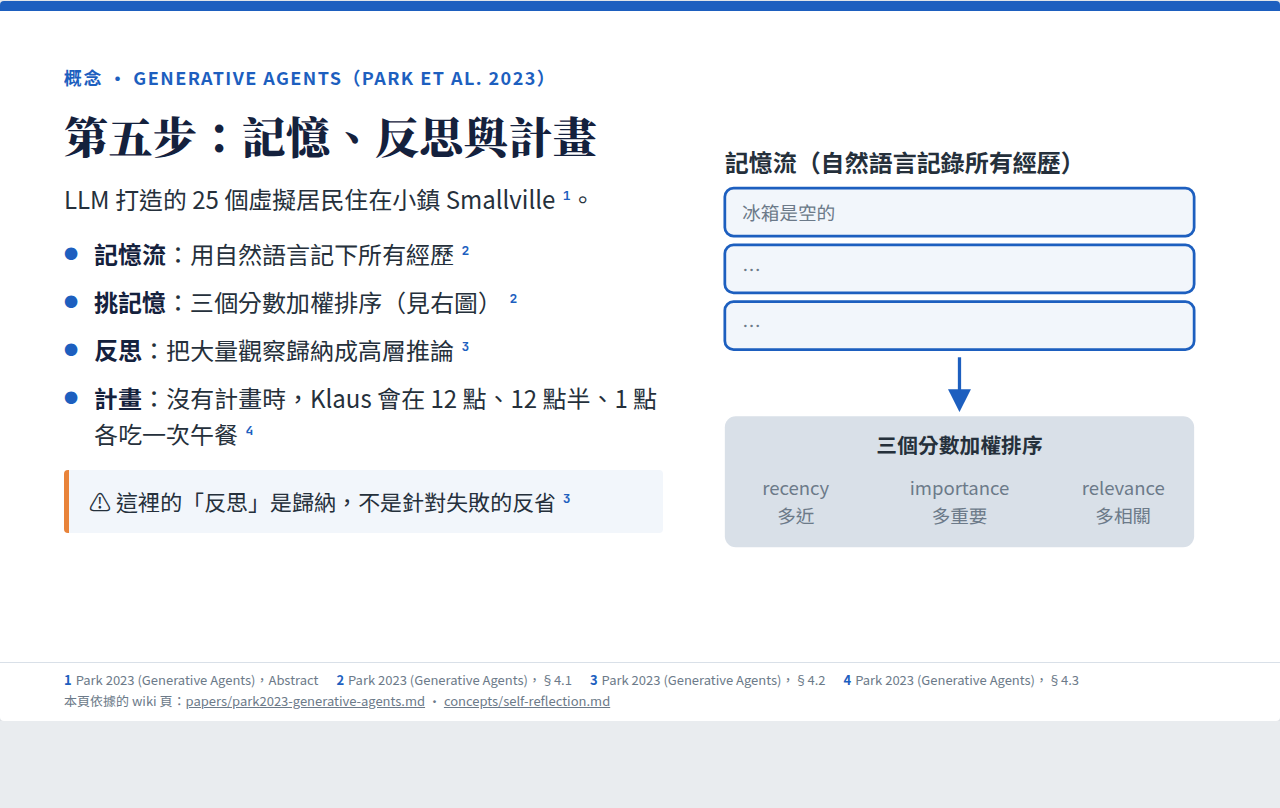 概念 · GENERATIVE AGENTS（PARK ET AL. 2023）
第五步：記憶、反思與計畫
LLM 打造的 25 個虛擬居民住在小鎮 Smallville 1。
記憶流：用自然語言記下所有經歷 2
挑記憶：三個分數加權排序（見右圖） 2
反思：把大量觀察歸納成高層推論 3
計畫：沒有計畫時，Klaus 會在 12 點、12 點半、1 點
各吃一次午餐 4
⚠ 這裡的「反思」是歸納，不是針對失敗的反省 3
記憶流（自然語言記錄所有經歷）
冰箱是空的
…
…
三個分數加權排序
recency importance relevance
多近 多重要 多相關
1 Park 2023 (Generative Agents)，Abstract 2 Park 2023 (Generative Agents)，§4.1 3 Park 2023 (Generative Agents)，§4.2 4 Park 2023 (Generative Agents)，§4.3
本頁依據的 wiki 頁：papers/park2023-generative-agents.md · concepts/self-reflection.md